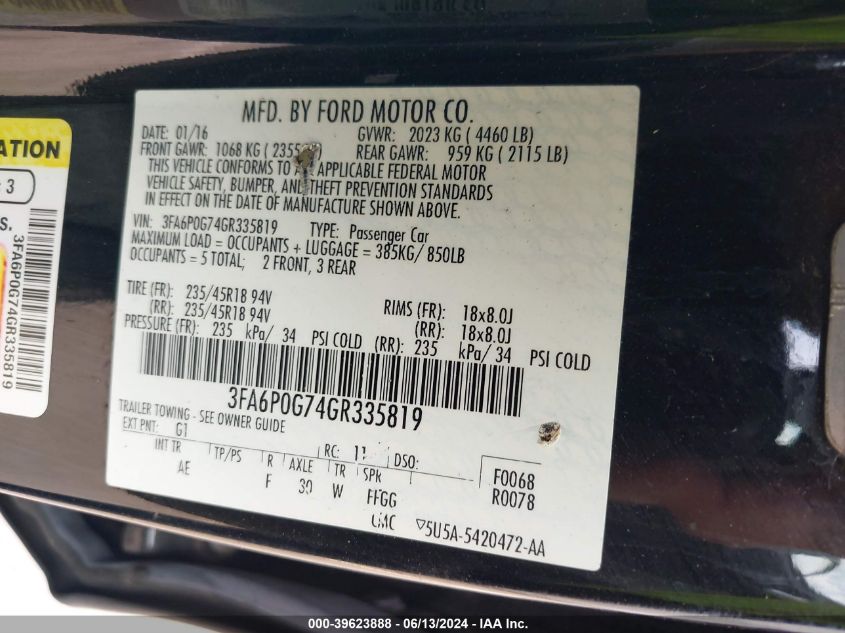 MFD. BY FORD MOTOR CO.
DATE: 01/16 GVWR: 2023 KG ( 4460 LB)
FRONT GAWR: 1068 KG ( 2355 REAR GAWR: 959 KG ( 2115 LB)
THIS VEHICLE CONFORMS TO APPLICABLE FEDERAL MOTOR
VEHICLE SAFETY, BUMPER, AND THEFT PREVENTION STANDARDS
IN EFFECT ON THE DATE OF MANUFACTURE SHOWN ABOVE.
VIN: 3FA6P0G74GR335819 TYPE: Passenger Car
MAXIMUM LOAD = OCCUPANTS + LUGGAGE = 385KG/ 850LB
OCCUPANTS = 5 TOTAL; 2 FRONT, 3 REAR
TIRE (FR): 235/45R18 94V RIMS (FR): 18x8.0J
(RR): 235/45R18 94V (RR): 18x8.0J
PRESSURE (FR): 235 kPa/ 34 PSI COLD (RR): 235 kPa/ 34 PSI COLD
3FA6P0G74GR335819
TRAILER TOWING - SEE OWNER GUIDE
EXT PNT: G1 RC: 11 DSO: F0068
INT TR TP/PS R AXLE TR SPR R0078
AE F 30 W FFGG
5U5A-5420472-AA
ATION
3
S.
3FA6P0G74GR335819
000-39623888 - 06/13/2024 - IAA Inc.